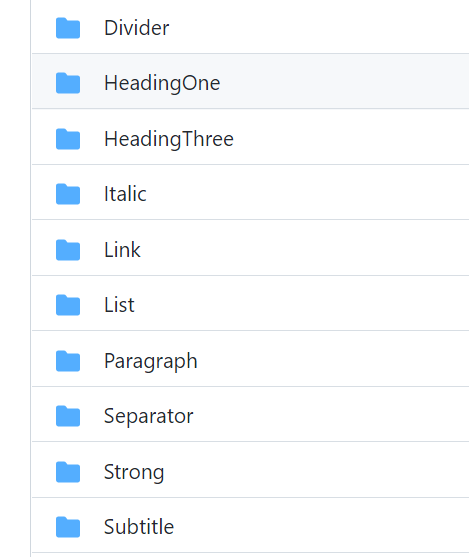 Divider
HeadingOne
HeadingThree
Italic
Link
List
Paragraph
Separator
Strong
Subtitle